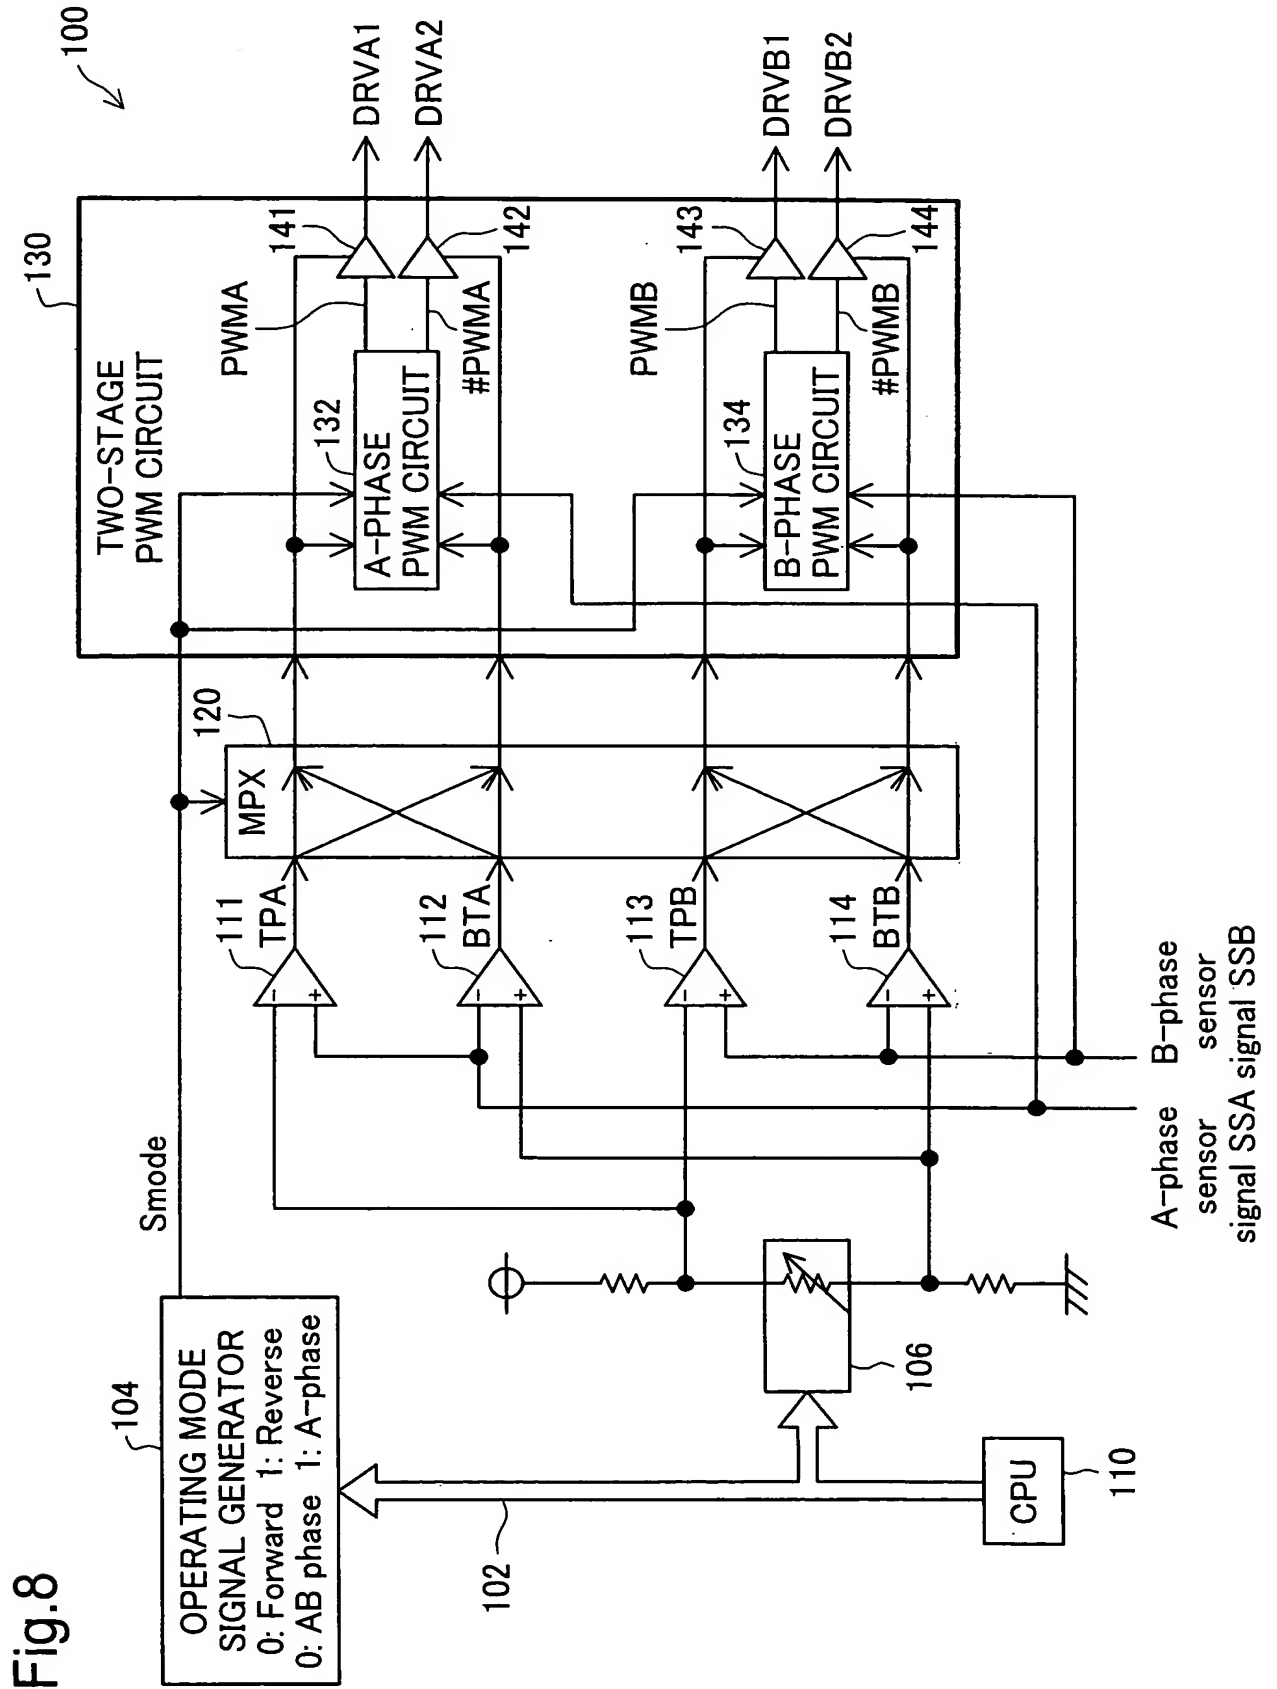 Fig.8
100
OPERATING MODE
SIGNAL GENERATOR
0: Forward 1: Reverse
0: AB phase 1: A-phase
104
102
CPU
110
106
Smode
A-phase
sensor
signal SSA
B-phase
sensor
signal SSB
111
TPA
- +
112
BTA
- +
113
TPB
- +
114
BTB
- +
120
MPX
130
TWO-STAGE
PWM CIRCUIT
132
A-PHASE
PWM CIRCUIT
134
B-PHASE
PWM CIRCUIT
PWMA
#PWMA
PWMB
#PWMB
141
142
143
144
DRVA1
DRVA2
DRVB1
DRVB2